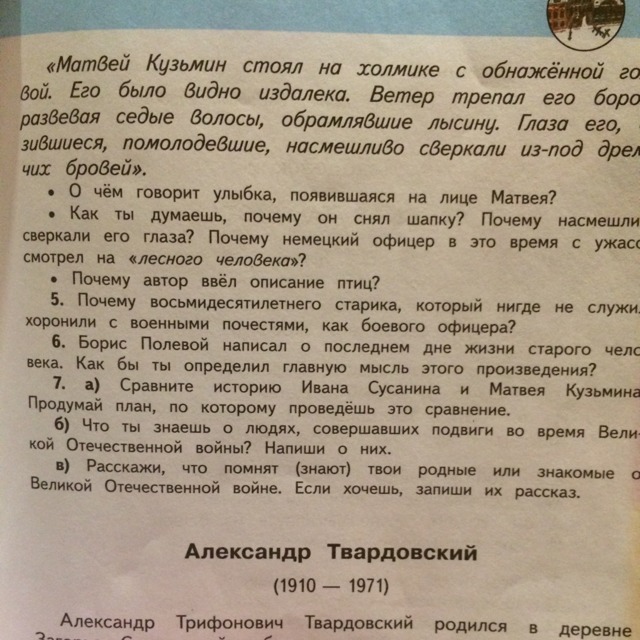 «Матвей Кузьмин стоял на холмике с обнажённой го
вой. Его было видно издалека. Ветер трепал его боро
развевая седые волосы, обрамлявшие лысину. Глаза его,
зившиеся, помолодевшие, насмешливо сверкали из-под дрем
чих бровей».
• О чём говорит улыбка, появившаяся на лице Матвея?
• Как ты думаешь, почему он снял шапку? Почему насмешли
сверкали его глаза? Почему немецкий офицер в это время с ужасо
смотрел на «лесного человека»?
• Почему автор ввёл описание птиц?
5. Почему восьмидесятилетнего старика, который нигде не служил
хоронили с военными почестями, как боевого офицера?
6. Борис Полевой написал о последнем дне жизни старого чело
века. Как бы ты определил главную мысль этого произведения?
7. а) Сравните историю Ивана Сусанина и Матвея Кузьмина
Продумай план, по которому проведёшь это сравнение.
б) Что ты знаешь о людях, совершавших подвиги во время Вели-
кой Отечественной войны? Напиши о них.
в) Расскажи, что помнят (знают) твои родные или знакомые о
Великой Отечественной войне. Если хочешь, запиши их рассказ.
Александр Твардовский
(1910 — 1971)
Александр Трифонович Твардовский родился в деревне